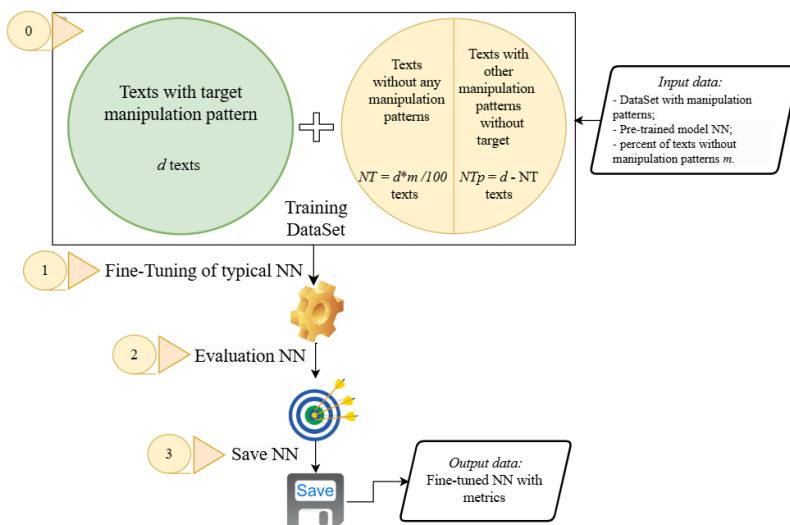 0
Texts with target
manipulation pattern
d texts
Texts
without any
manipulation
patterns
NT = d*m /100
texts
Texts with
other
manipulation
patterns
without
target
NTp = d - NT
texts
Training
DataSet
Input data:
- DataSet with manipulation
patterns;
- Pre-trained model NN;
- percent of texts without
manipulation patterns m.
1
Fine-Tuning of typical NN
2
Evaluation NN
3
Save NN
Save
Output data:
Fine-tuned NN with
metrics